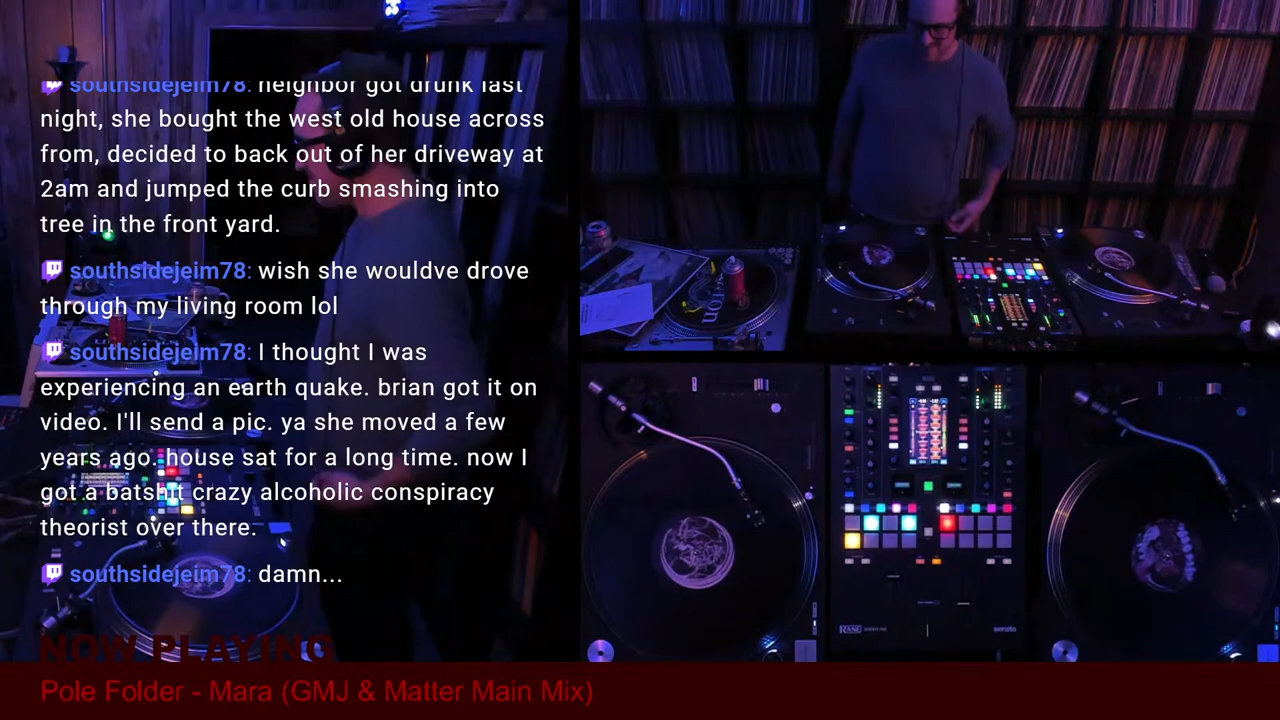 southsidejeim78: neighbor got drunk last
night, she bought the west old house across
from, decided to back out of her driveway at
2am and jumped the curb smashing into
tree in the front yard.
southsidejeim78: wish she wouldve drove
through my living room lol
southsidejeim78: I thought I was
experiencing an earth quake. brian got it on
video. I'll send a pic. ya she moved a few
years ago. house sat for a long time. now I
got a batshit crazy alcoholic conspiracy
theorist over there.
southsidejeim78: damn...
NOW PLAYING
Pole Folder - Mara (GMJ & Matter Main Mix)
RANE
serato